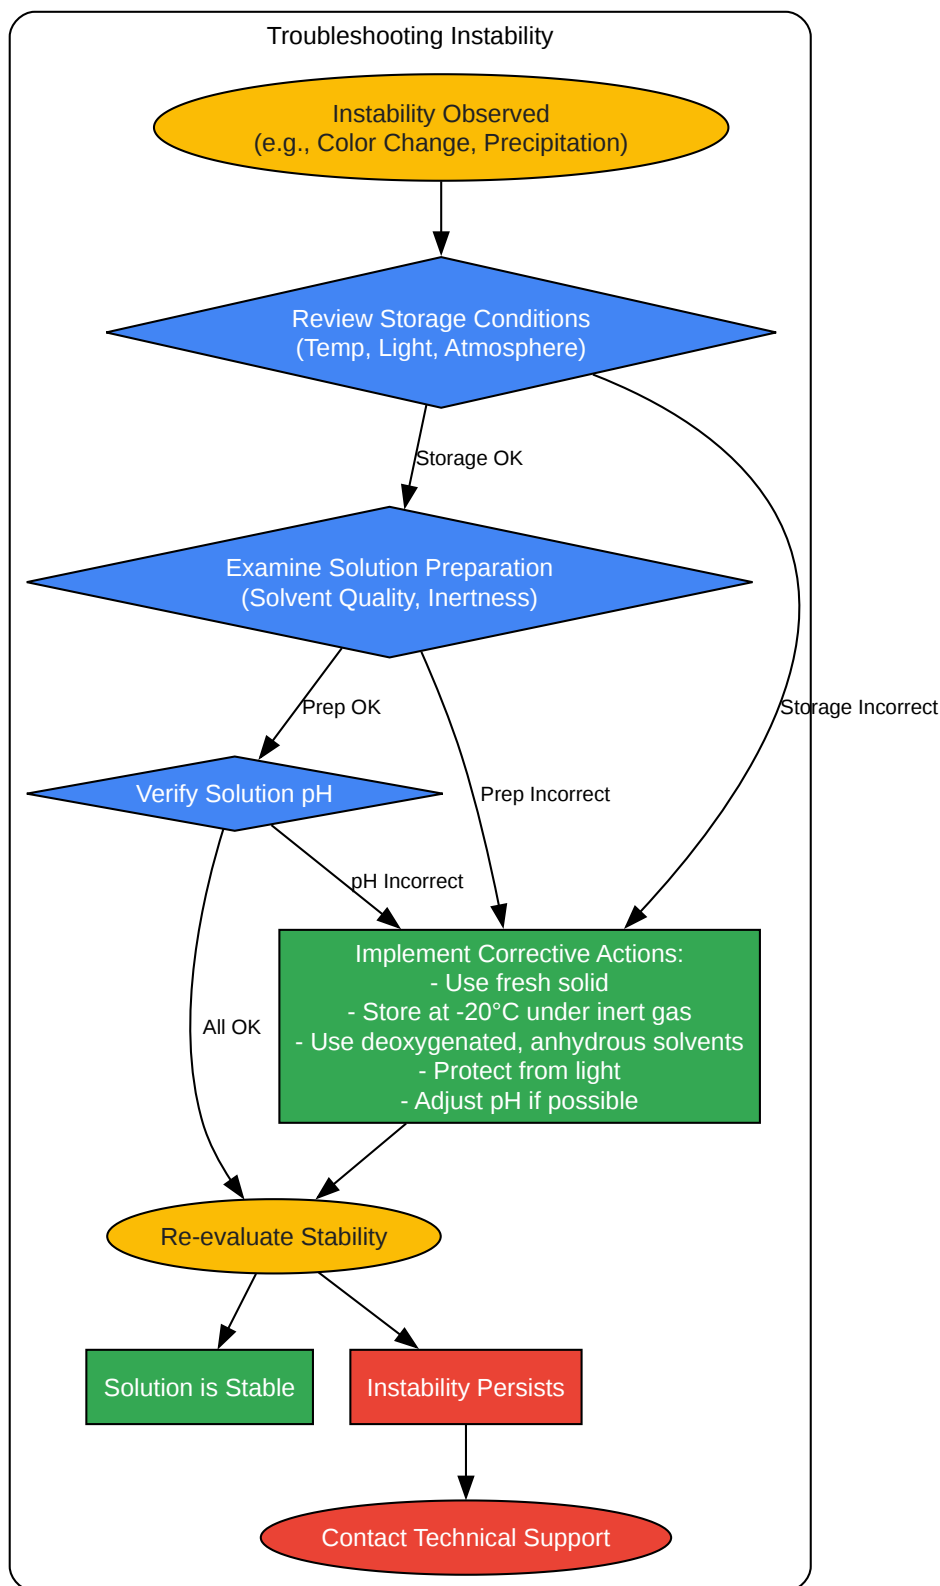 Troubleshooting Instability
Instability Observed
(e.g., Color Change, Precipitation)
Review Storage Conditions
(Temp, Light, Atmosphere)
Storage OK
Examine Solution Preparation
(Solvent Quality, Inertness)
Prep OK
Storage Incorrect
Verify Solution pH
Prep Incorrect
pH Incorrect
Implement Corrective Actions:
- Use fresh solid
- Store at -20°C under inert gas
- Use deoxygenated, anhydrous solvents
- Protect from light
- Adjust pH if possible
All OK
Re-evaluate Stability
Solution is Stable
Instability Persists
Contact Technical Support